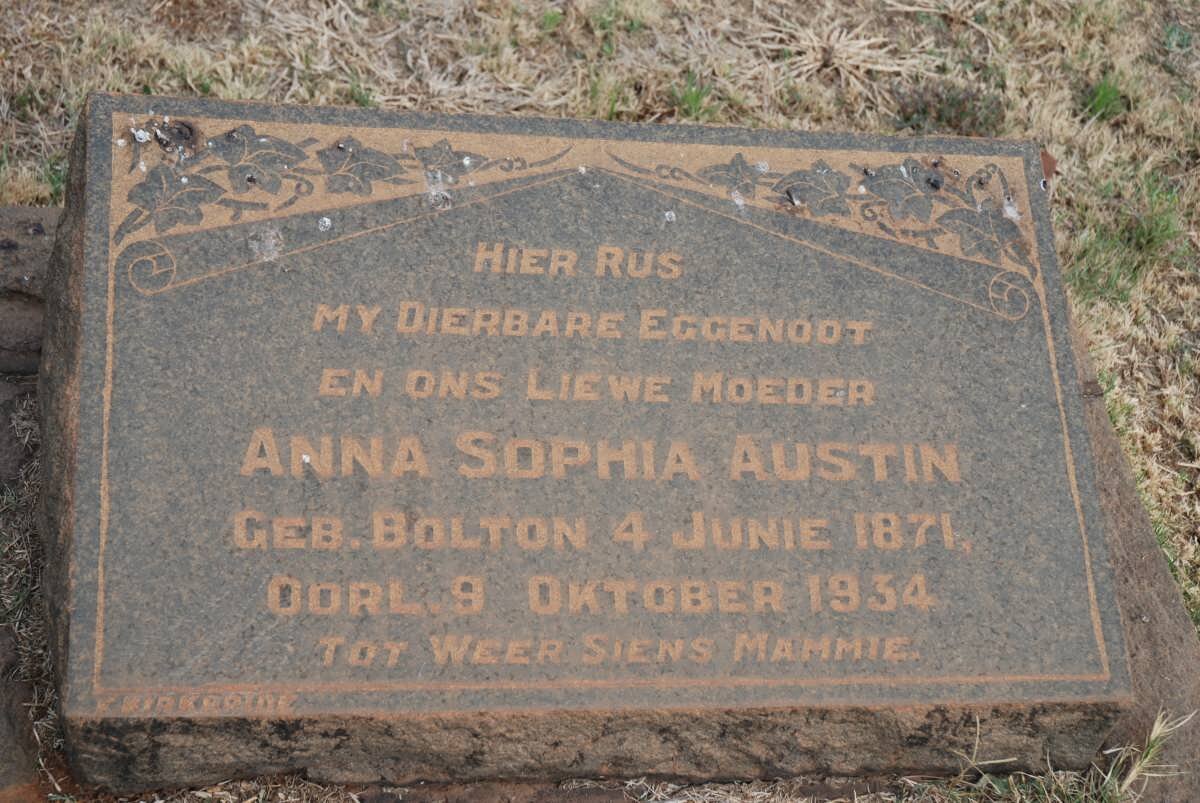 HIER RUS
MY DIERBARE EGGENOOT
EN ONS LIEWE MOEDER
ANNA SOPHIA AUSTIN
GEB. BOLTON 4 JUNIE 1871,
OORL. 9 OKTOBER 1934
TOT WEER SIENS MAMMIE.
KIRKBRIDE